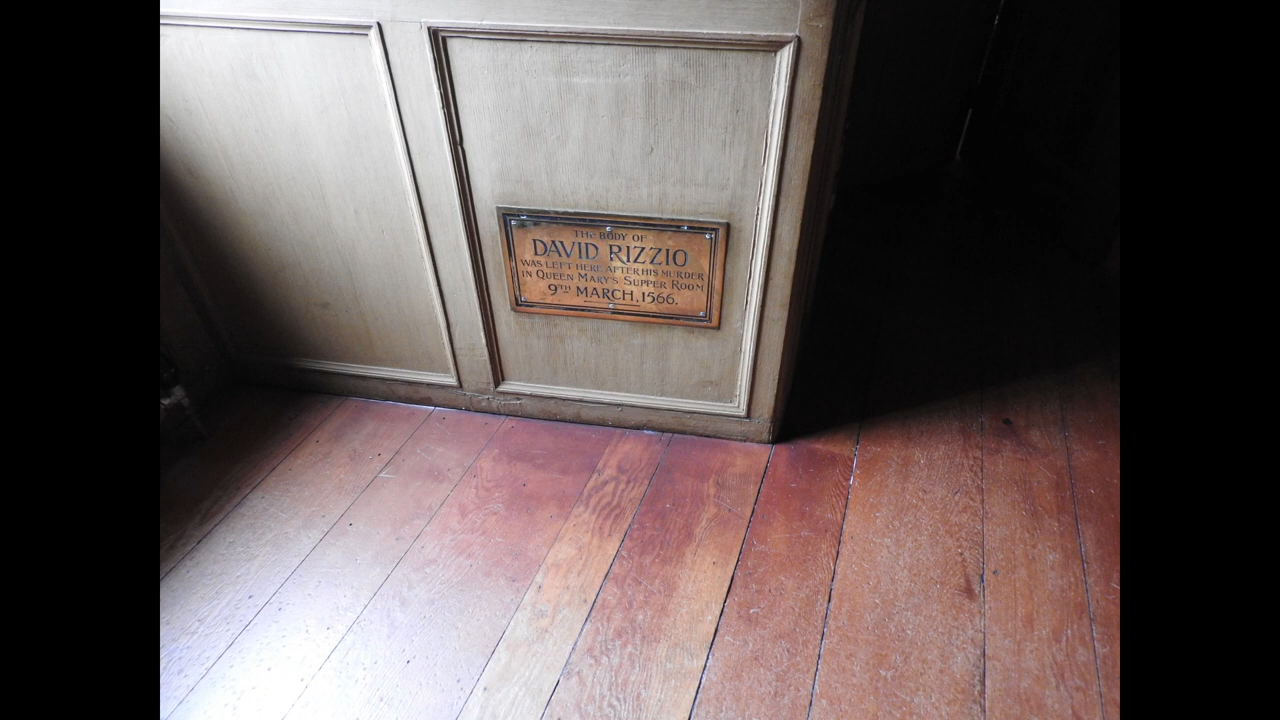 THE BODY OF
DAVID RIZZIO
WAS LEFT HERE AFTER HIS MURDER
IN QUEEN MARY'S SUPPER ROOM
9TH MARCH, 1566.